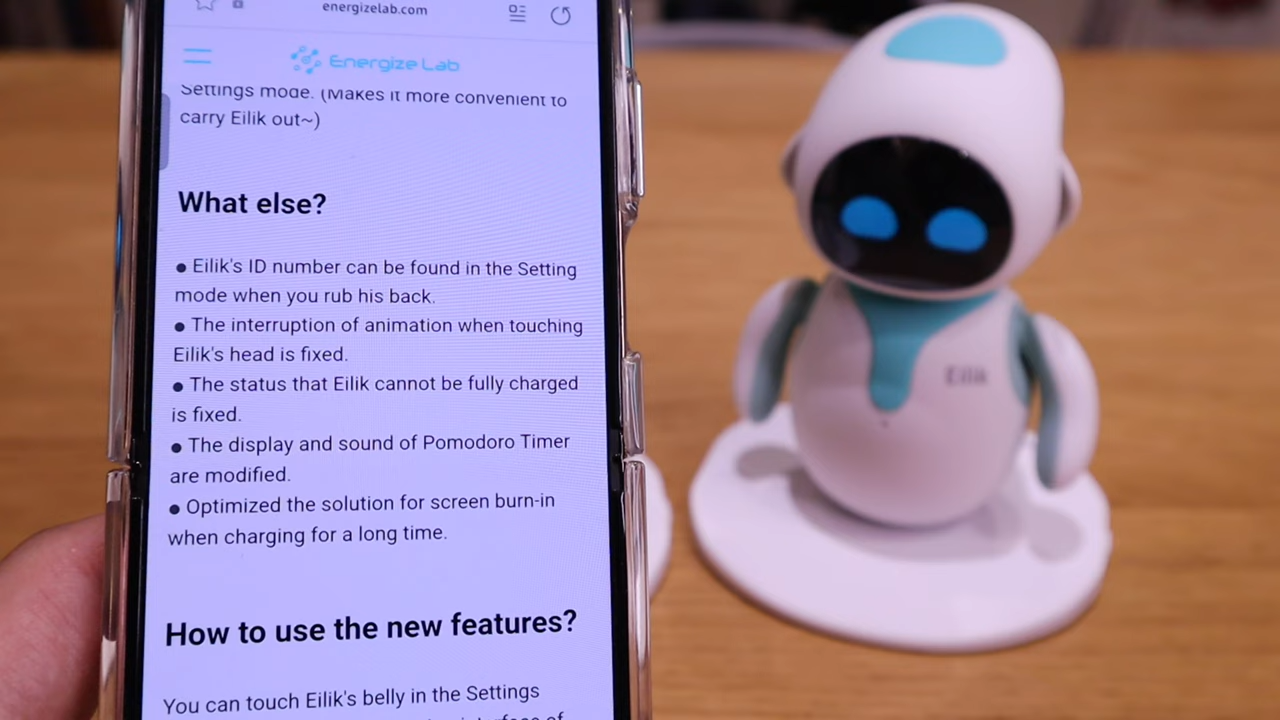 energizelab.com
Energize Lab
Settings mode. (Makes it more convenient to
carry Eilik out~)
What else?
● Eilik's ID number can be found in the Setting
mode when you rub his back.
● The interruption of animation when touching
Eilik's head is fixed.
● The status that Eilik cannot be fully charged
is fixed.
● The display and sound of Pomodoro Timer
are modified.
● Optimized the solution for screen burn-in
when charging for a long time.
How to use the new features?
You can touch Eilik's belly in the Settings
interface of
Eilik